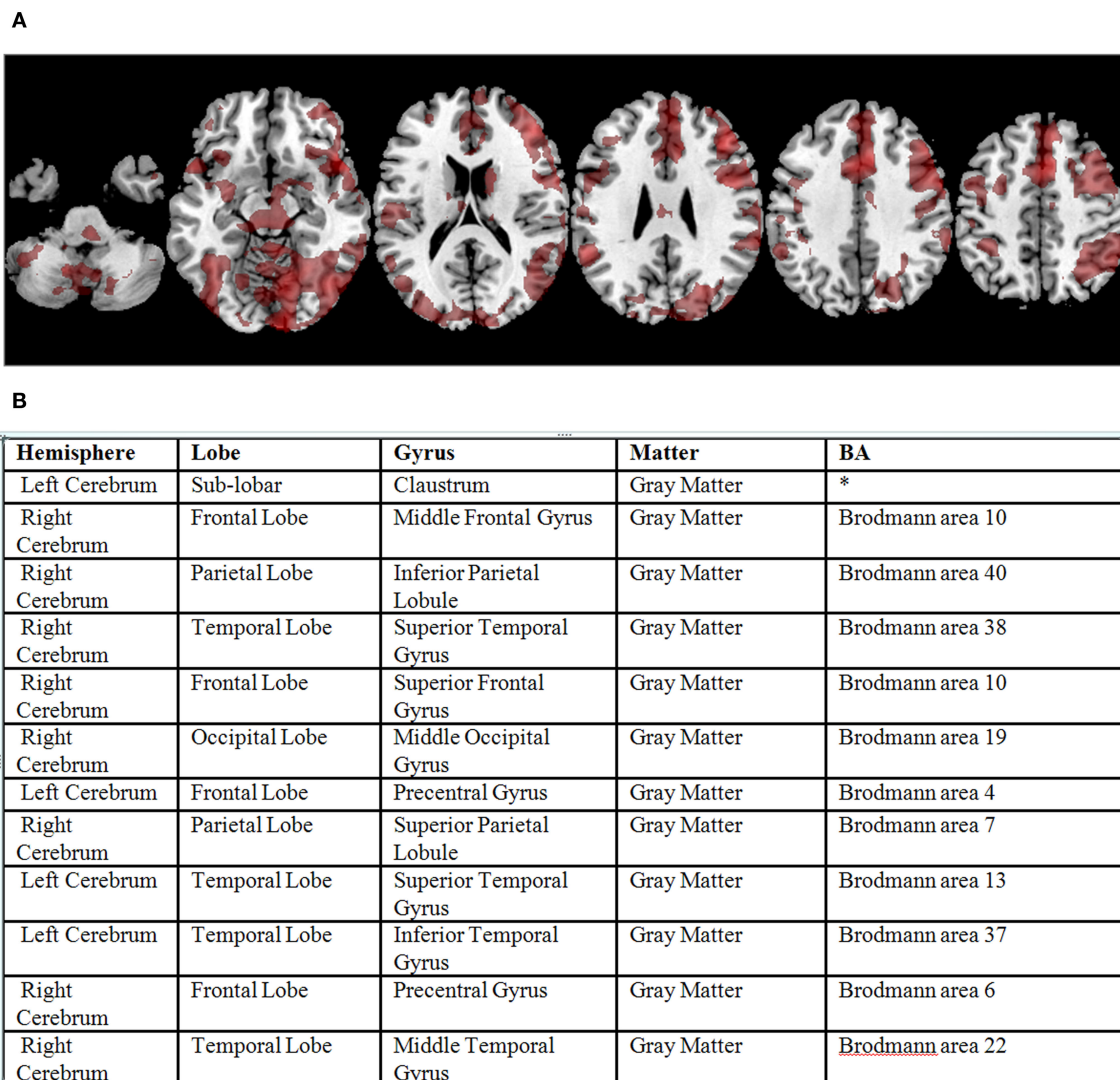 A
B
Hemisphere Lobe Gyrus Matter BA
Left Cerebrum Sub-lobar Claustrum Gray Matter *
Right Frontal Lobe Middle Frontal Gyrus Gray Matter Brodmann area 10
Cerebrum
Right Parietal Lobe Inferior Parietal Gray Matter Brodmann area 40
Cerebrum Lobule
Right Temporal Lobe Superior Temporal Gray Matter Brodmann area 38
Cerebrum Gyrus
Right Frontal Lobe Superior Frontal Gray Matter Brodmann area 10
Cerebrum Gyrus
Right Occipital Lobe Middle Occipital Gray Matter Brodmann area 19
Cerebrum Gyrus
Left Cerebrum Frontal Lobe Precentral Gyrus Gray Matter Brodmann area 4
Right Parietal Lobe Superior Parietal Gray Matter Brodmann area 7
Cerebrum Lobule
Left Cerebrum Temporal Lobe Superior Temporal Gray Matter Brodmann area 13
Gyrus
Left Cerebrum Temporal Lobe Inferior Temporal Gray Matter Brodmann area 37
Gyrus
Right Frontal Lobe Precentral Gyrus Gray Matter Brodmann area 6
Cerebrum
Right Temporal Lobe Middle Temporal Gray Matter Brodmann area 22
Cerebrum Gyrus